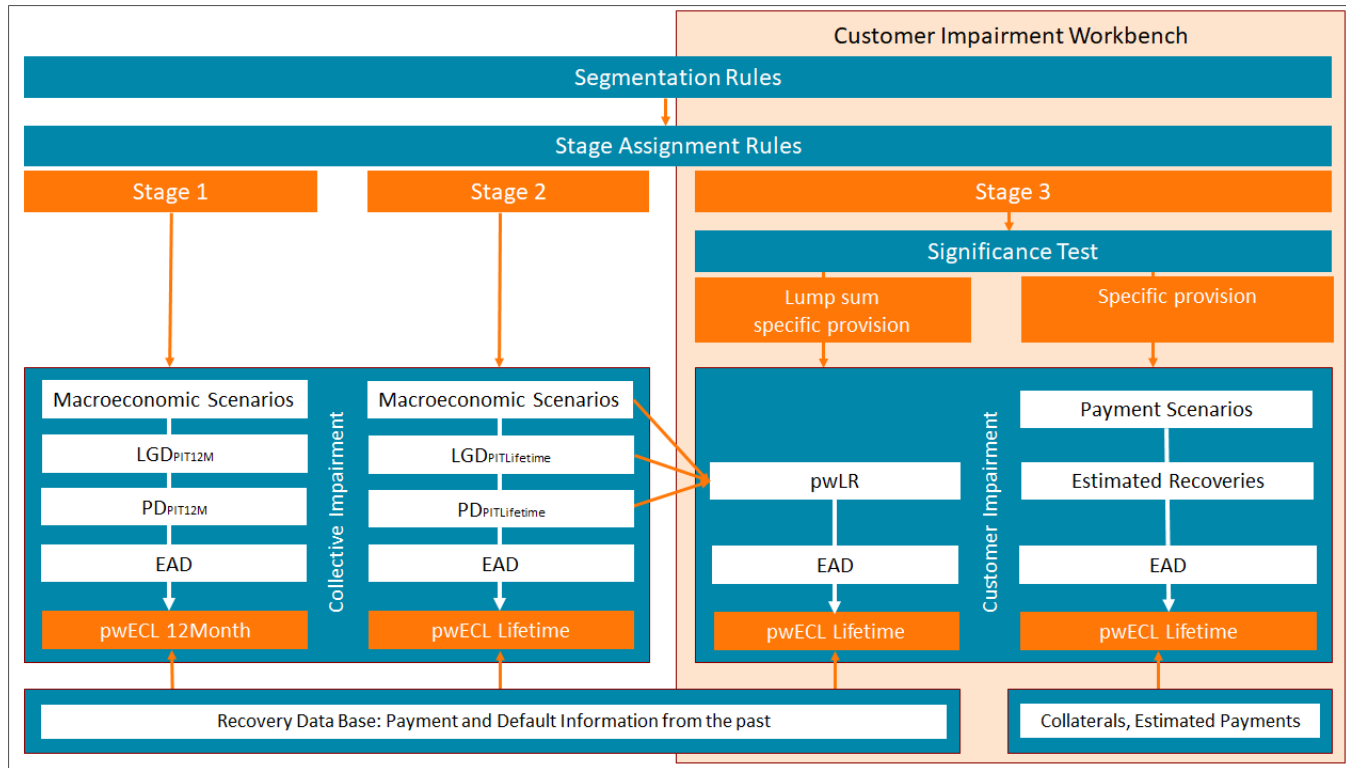 Customer Impairment Workbench
Segmentation Rules
Stage Assignment Rules
Stage 1
Stage 2
Stage 3
Significance Test
Lump sum
specific provision
Specific provision
Macroeconomic Scenarios
LGDPIT12M
PDPIT12M
EAD
pwECL 12Month
Collective Impairment
Macroeconomic Scenarios
LGDPITLifetime
PDPITLifetime
EAD
pwECL Lifetime
pwLR
EAD
pwECL Lifetime
Customer Impairment
Payment Scenarios
Estimated Recoveries
EAD
pwECL Lifetime
Recovery Data Base: Payment and Default Information from the past
Collaterals, Estimated Payments